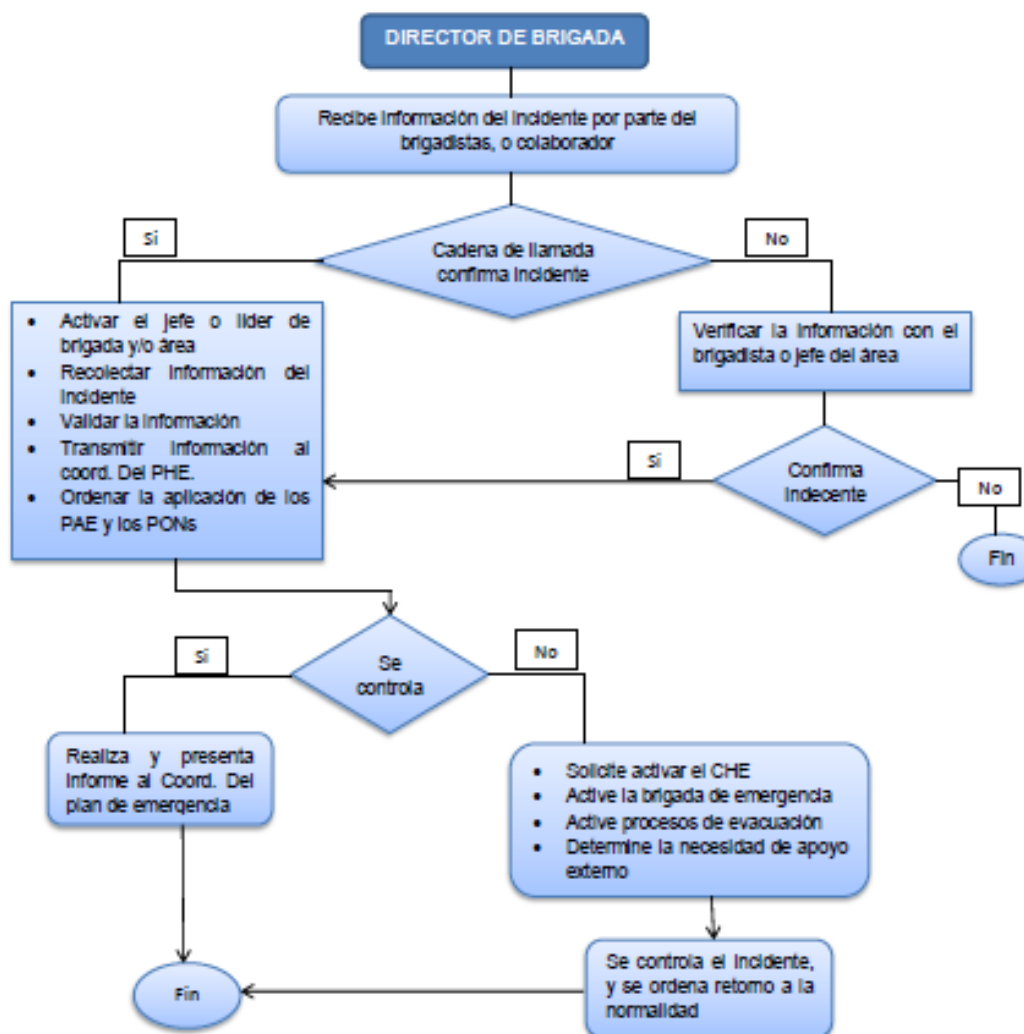 DIRECTOR DE BRIGADA
Recibe Información del Incidente por parte del
brigadistas, o colaborador
Si
No
Cadena de llamada
confirma Incidente
• Activar el jefe o líder de
brigada y/o área
• Recolectar Información del
Incidente
• Validar la Información
• Transmitir Información al
coord. Del PHE.
• Ordenar la aplicación de los
PAE y los PONs
Verificar la Información con el
brigadista o jefe del área
Si
Confirma
Indecente
No
Fin
Si
Se
controla
No
Realiza y presenta
Informe al Coord. Del
plan de emergencia
• Solicite activar el CHE
• Active la brigada de emergencia
• Active procesos de evacuación
• Determine la necesidad de apoyo
externo
Se controla el Incidente,
y se ordena retorno a la
normalidad
Fin